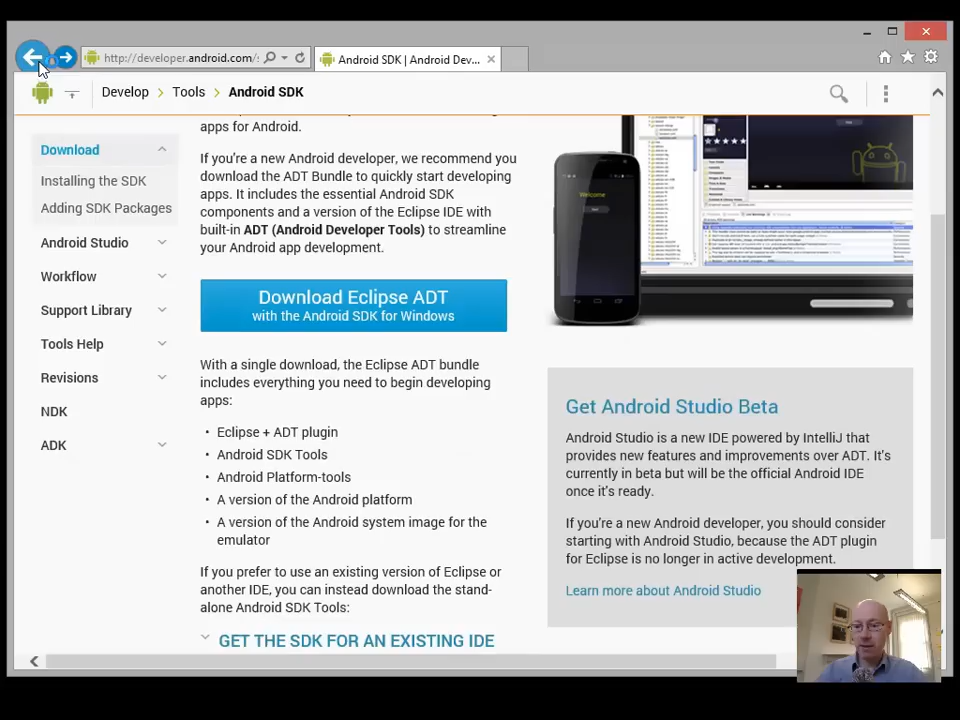 http://developer.android.com/s
Android SDK | Android Dev...
Develop > Tools > Android SDK
Download
Installing the SDK
Adding SDK Packages
Android Studio
Workflow
Support Library
Tools Help
Revisions
NDK
ADK
apps for Android.
If you're a new Android developer, we recommend you
download the ADT Bundle to quickly start developing
apps. It includes the essential Android SDK
components and a version of the Eclipse IDE with
built-in ADT (Android Developer Tools) to streamline
your Android app development.
Download Eclipse ADT
with the Android SDK for Windows
With a single download, the Eclipse ADT bundle
includes everything you need to begin developing
apps:
• Eclipse + ADT plugin
• Android SDK Tools
• Android Platform-tools
• A version of the Android platform
• A version of the Android system image for the
emulator
If you prefer to use an existing version of Eclipse or
another IDE, you can instead download the stand-
alone Android SDK Tools:
GET THE SDK FOR AN EXISTING IDE
Welcome
Get Android Studio Beta
Android Studio is a new IDE powered by IntelliJ that
provides new features and improvements over ADT. It's
currently in beta but will be the official Android IDE
once it's ready.
If you're a new Android developer, you should consider
starting with Android Studio, because the ADT plugin
for Eclipse is no longer in active development.
Learn more about Android Studio